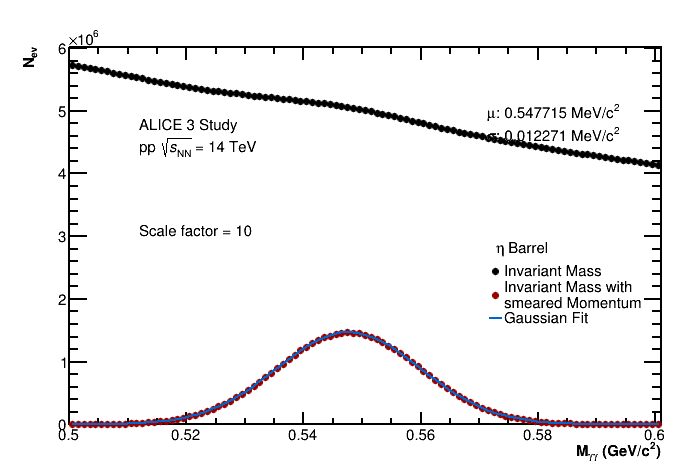 ×10⁶
N_ev
6
5
4
3
2
1
0
ALICE 3 Study
pp √s_NN = 14 TeV
Scale factor = 10
μ: 0.547715 MeV/c²
σ: 0.012271 MeV/c²
η Barrel
Invariant Mass
Invariant Mass with
smeared Momentum
Gaussian Fit
0.5 0.52 0.54 0.56 0.58 0.6
M_γγ (GeV/c²)